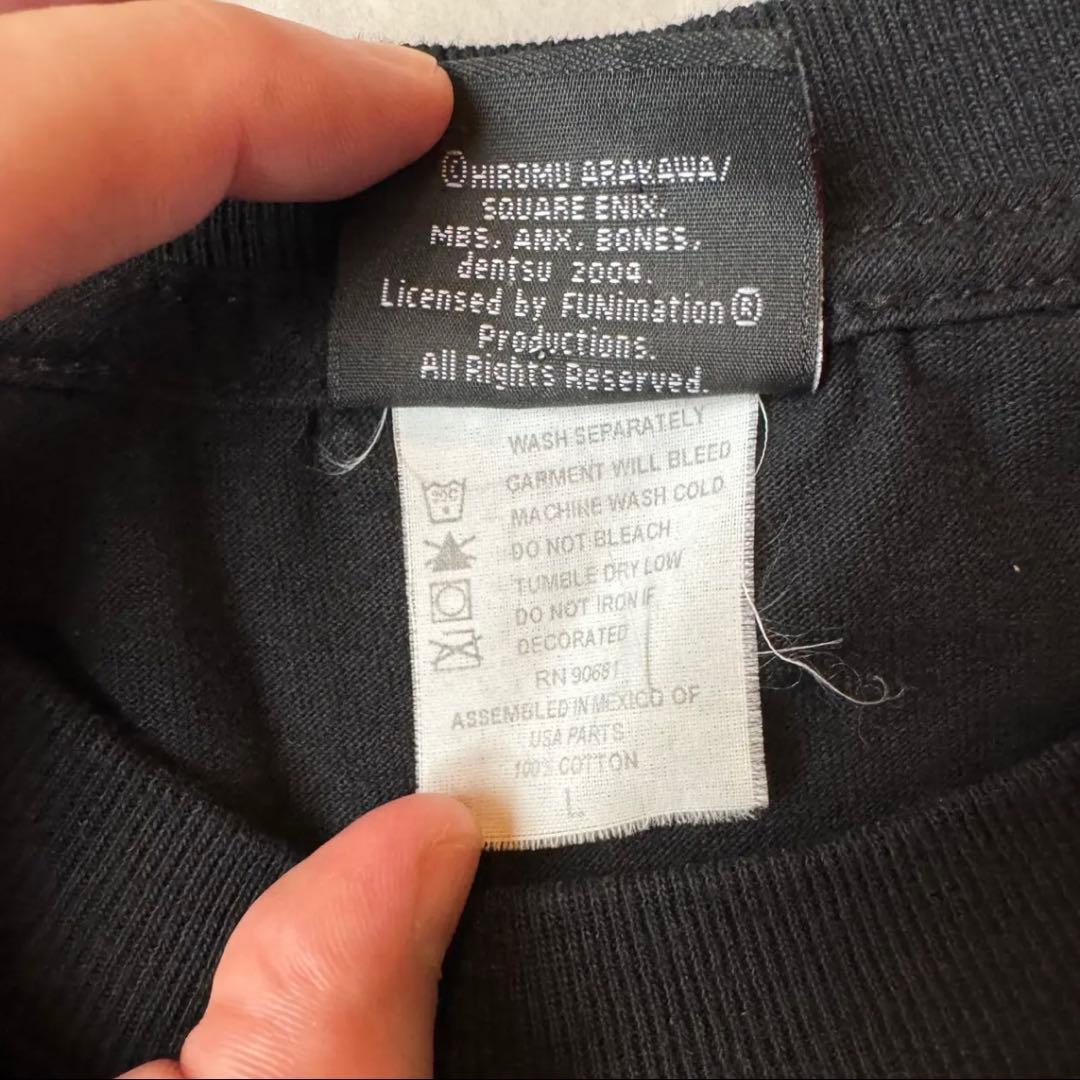 ©HIROMU ARAKAWA/
SQUARE ENIX.
MBS, ANX, BONES,
dentsu 2004.
Licensed by FUNimation®
Productions.
All Rights Reserved.
WASH SEPARATELY
GARMENT WILL BLEED
MACHINE WASH COLD
DO NOT BLEACH
TUMBLE DRY LOW
DO NOT IRON IF
DECORATED
RN 90681
ASSEMBLED IN MEXICO OF
USA PARTS
100% COTTON
L